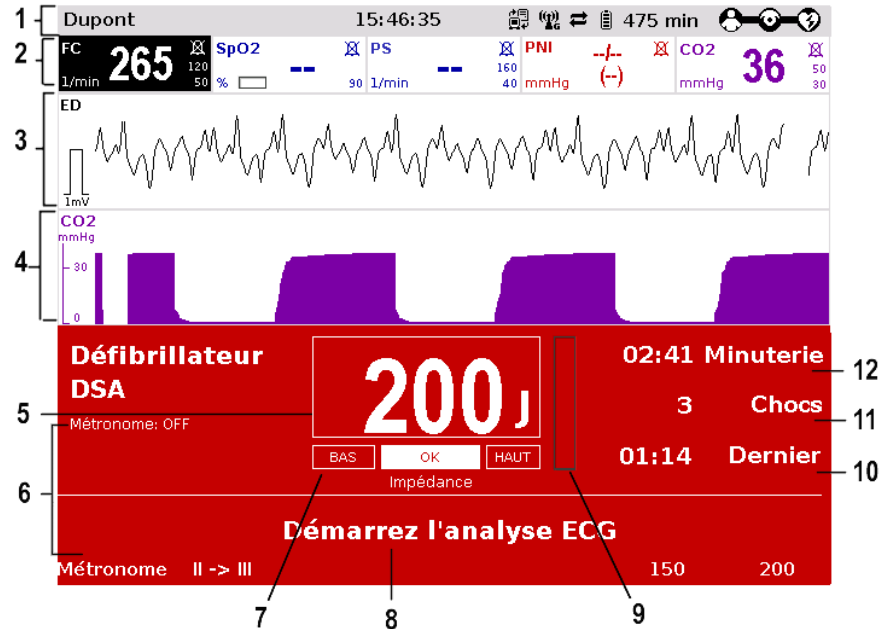 1
Dupont 15:46:35 G 475 min
2
FC 265 120 50 1/min
SpO2 -- 90 %
PS -- 160 40 1/min
PNI --/-- (--) mmHg
CO2 36 50 30 mmHg
3
ED
1mV
4
CO2
mmHg
30
0
Défibrillateur
DSA
Métronome: OFF
200 J
BAS OK HAUT
Impédance
02:41 Minuterie
3 Chocs
01:14 Dernier
12
11
10
5
6
Démarrez l'analyse ECG
Métronome II -> III 150 200
7 8 9